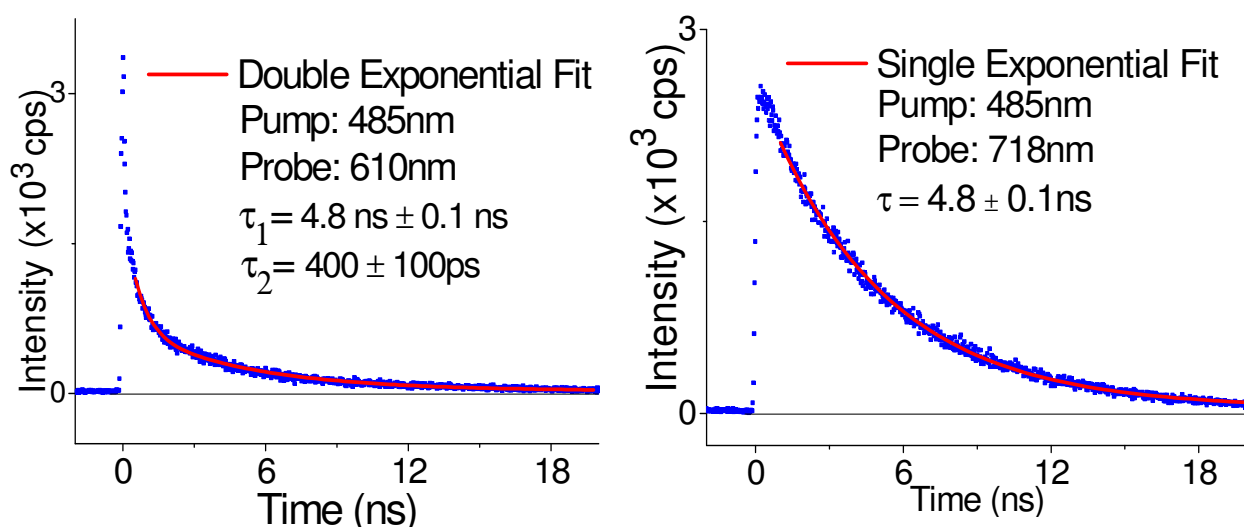 Double Exponential Fit
Pump: 485nm
Probe: 610nm
τ1= 4.8 ns ± 0.1 ns
τ2= 400 ± 100ps
Intensity (x10³ cps)
3
0
0
6
12
18
Time (ns)
Single Exponential Fit
Pump: 485nm
Probe: 718nm
τ = 4.8 ± 0.1ns
Intensity (x10³ cps)
3
0
0
6
12
18
Time (ns)